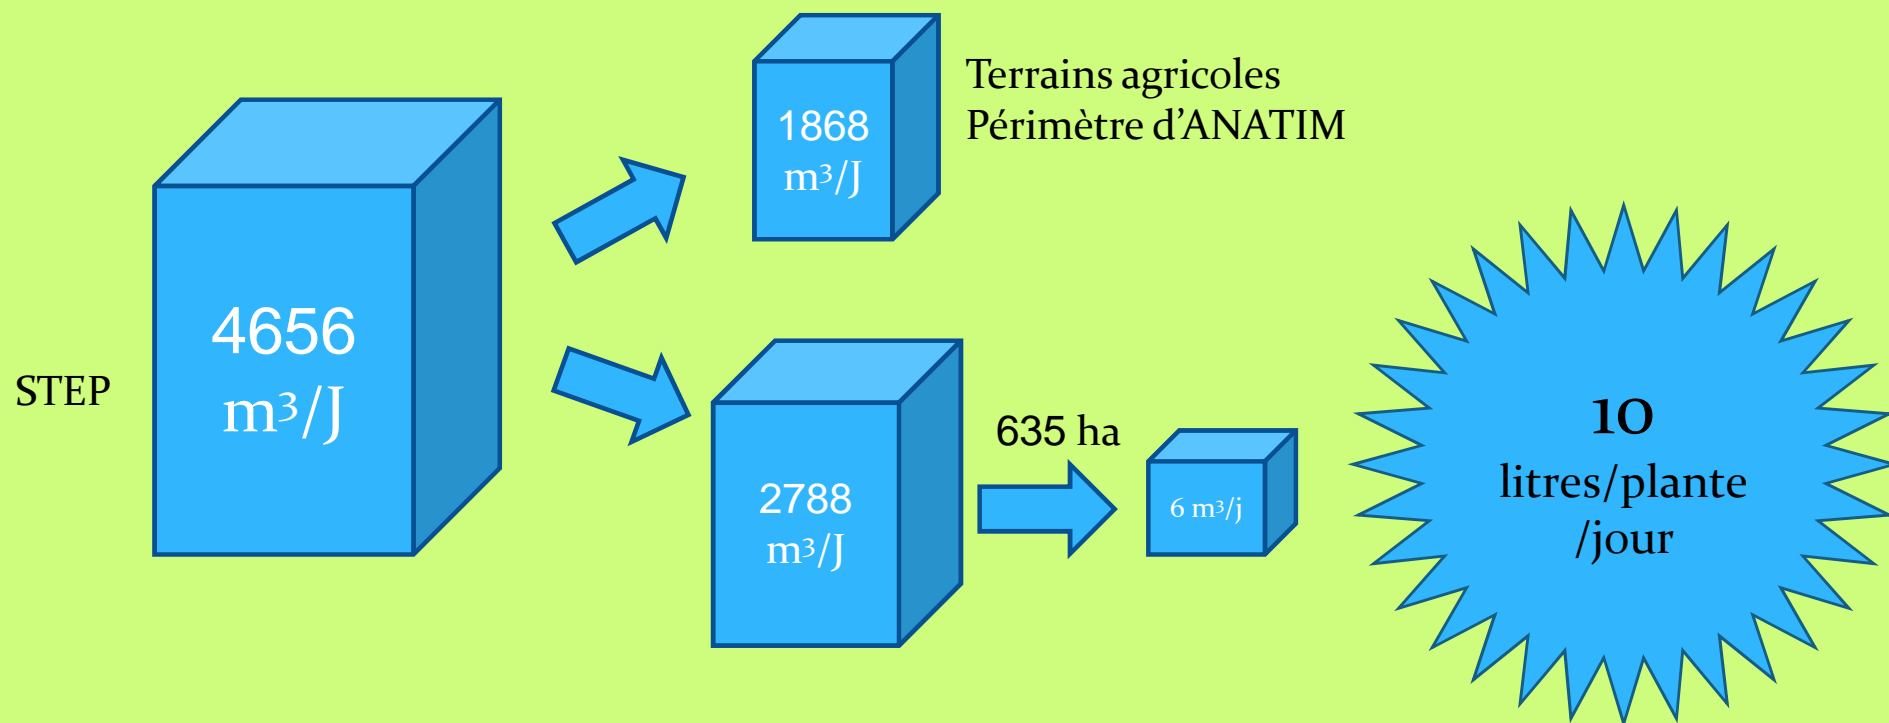 STEP
4656
m³/J
1868
m³/J
Terrains agricoles
Périmètre d’ANATIM
2788
m³/J
635 ha
6 m³/j
10
litres/plante
/jour